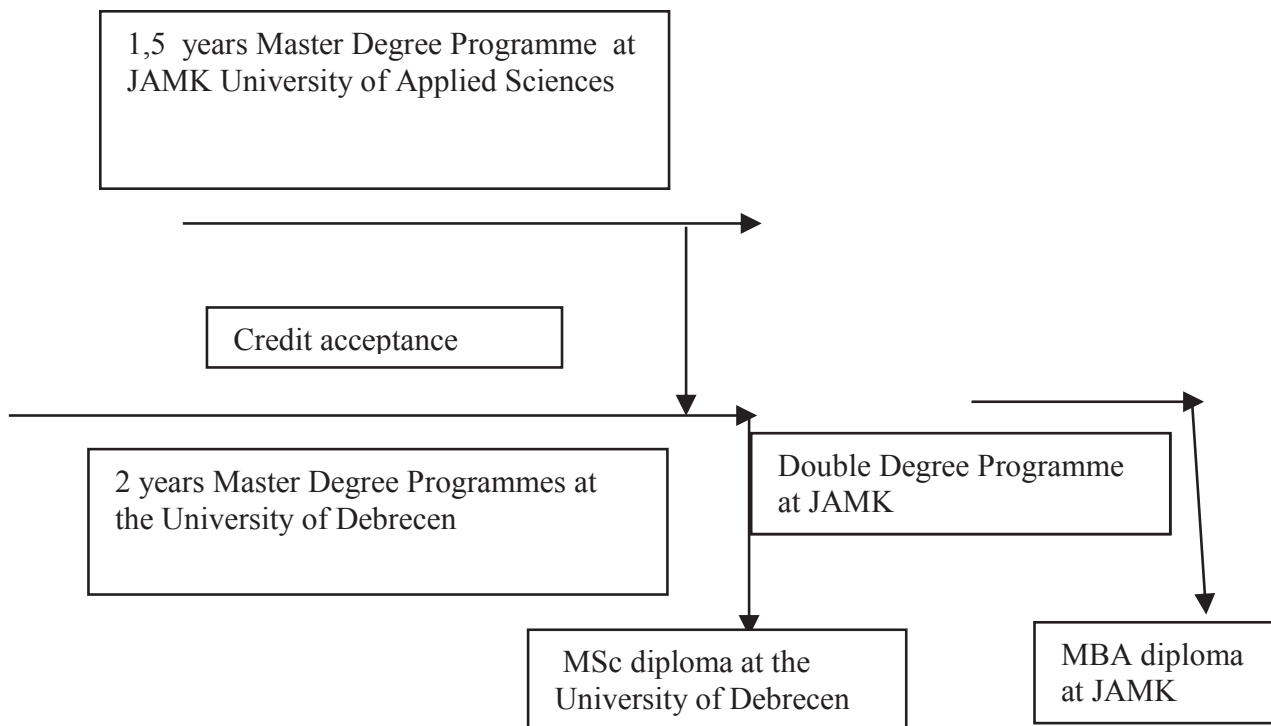 1,5 years Master Degree Programme at
JAMK University of Applied Sciences
Credit acceptance
2 years Master Degree Programmes at
the University of Debrecen
Double Degree Programme
at JAMK
MSc diploma at the
University of Debrecen
MBA diploma
at JAMK